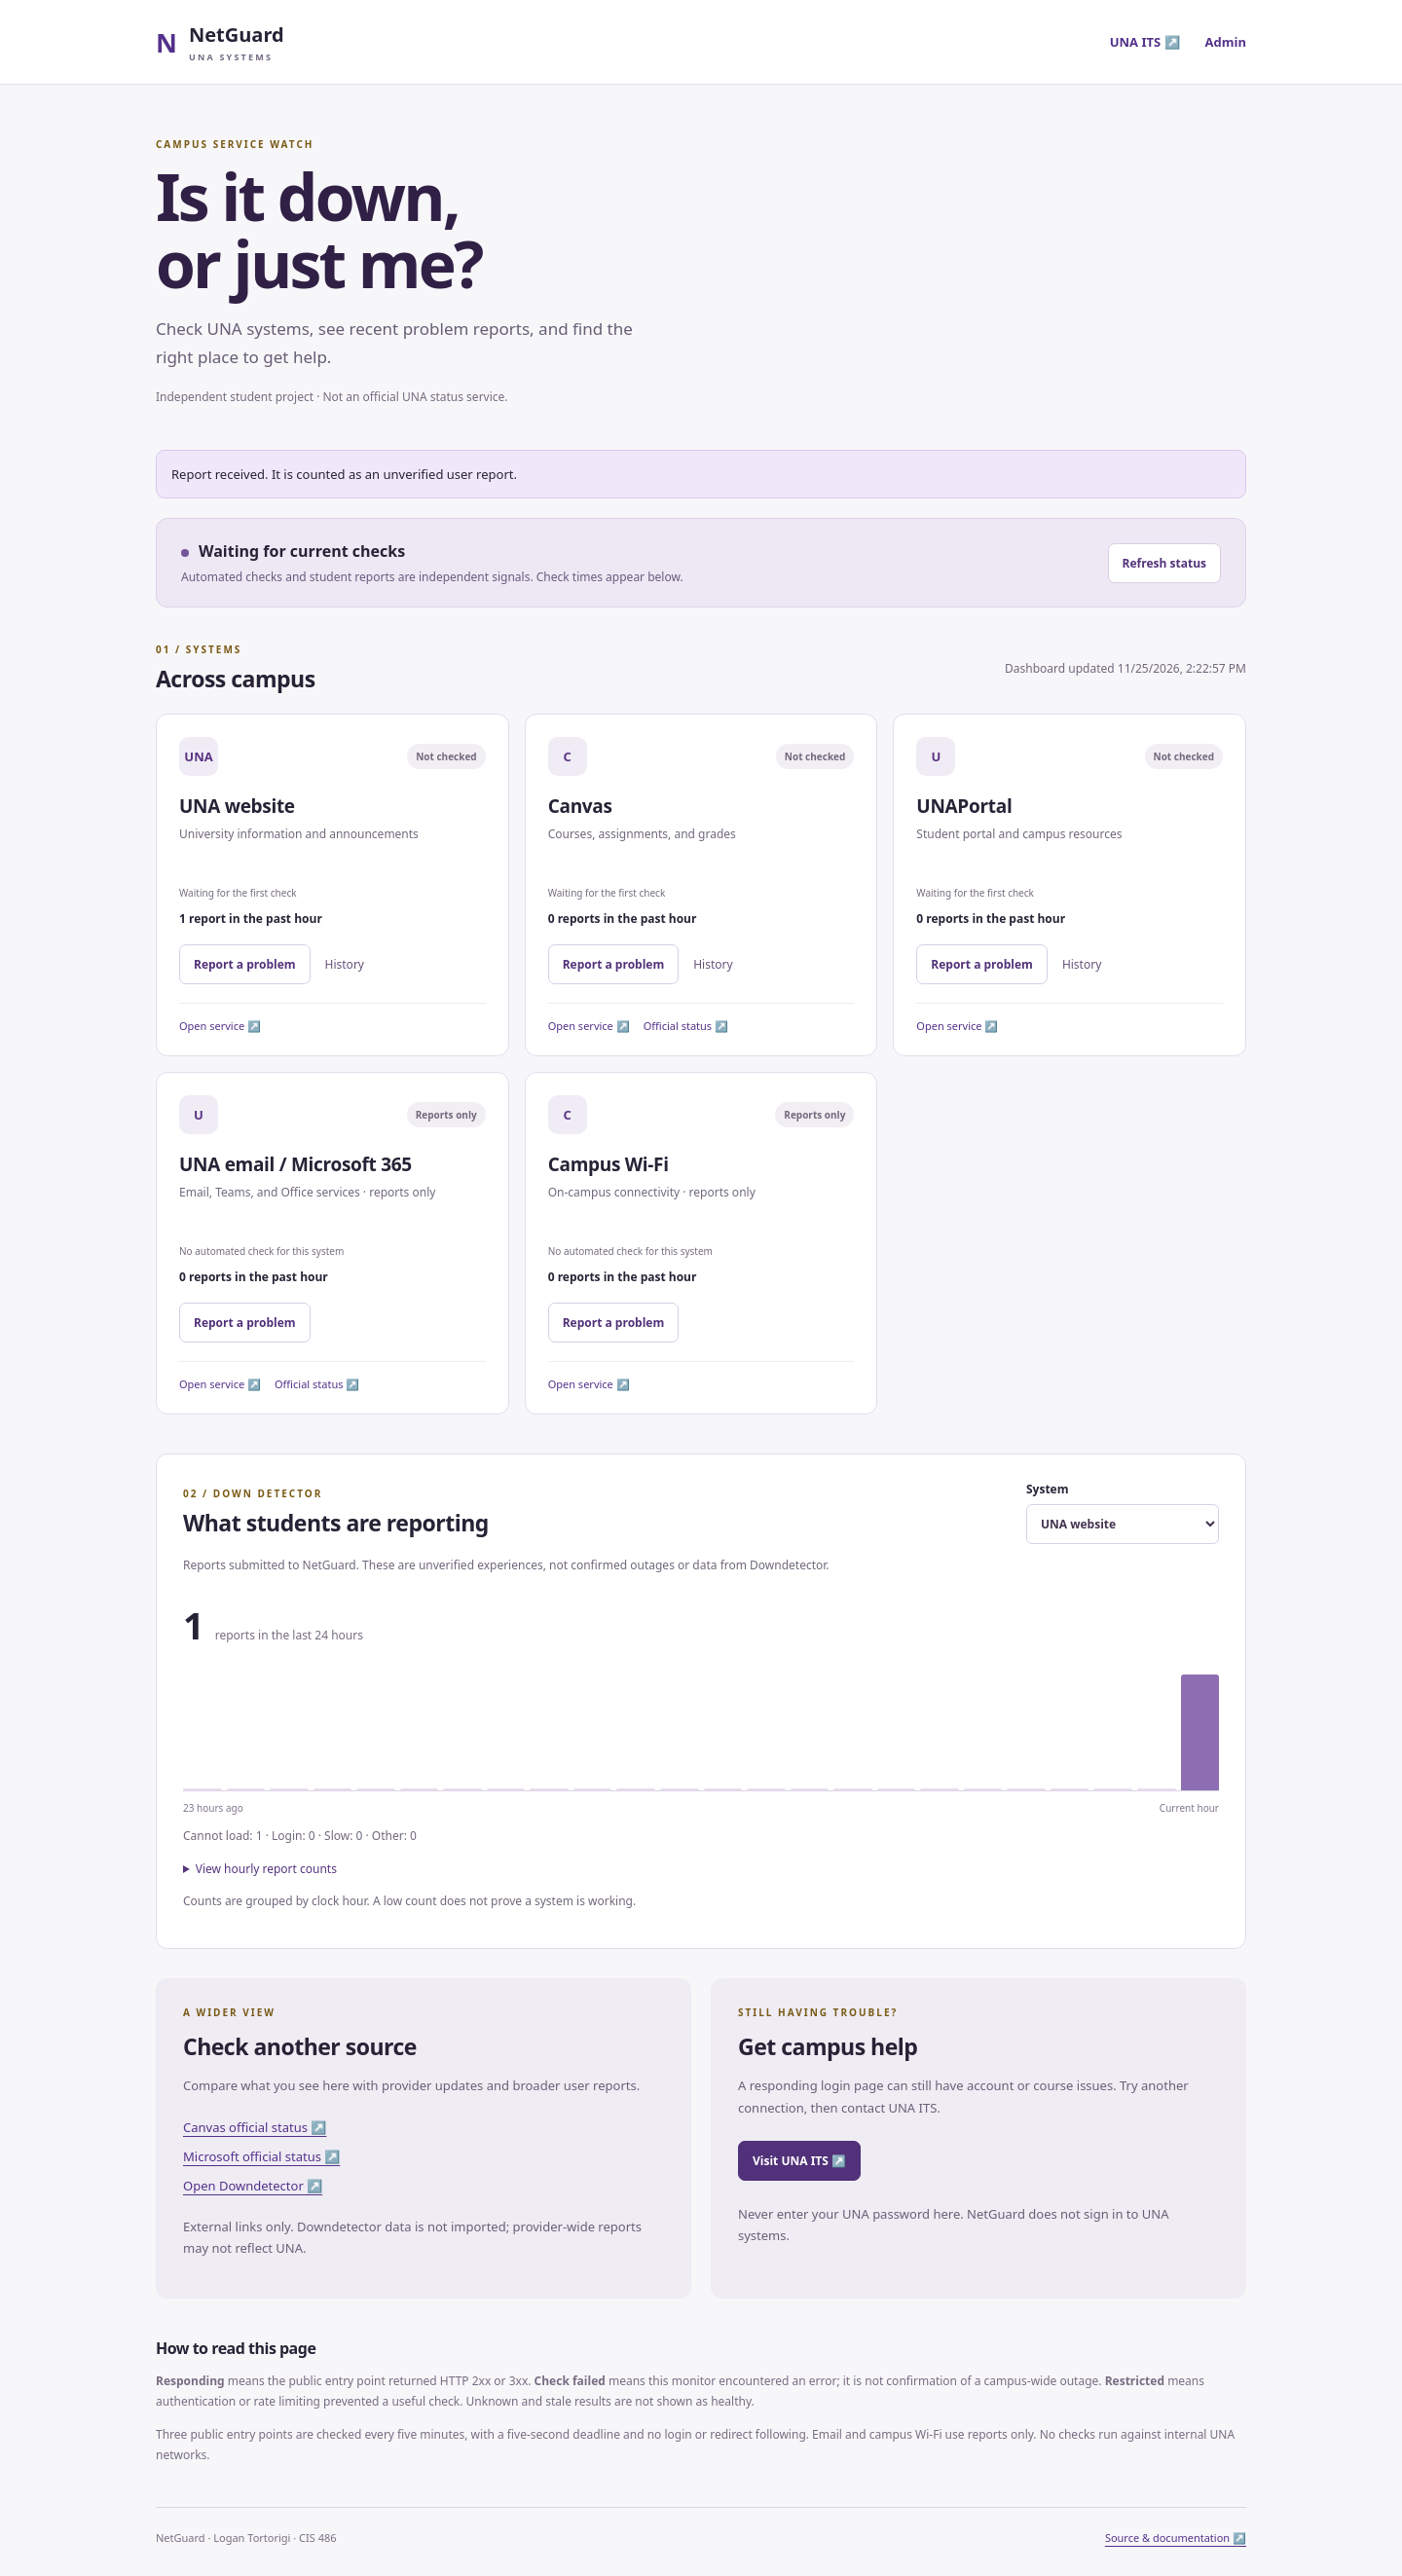 N NetGuard
UNA SYSTEMS
UNA ITS ↗ Admin
CAMPUS SERVICE WATCH
Is it down,
or just me?
Check UNA systems, see recent problem reports, and find the
right place to get help.
Independent student project · Not an official UNA status service.
Report received. It is counted as an unverified user report.
Waiting for current checks
Automated checks and student reports are independent signals. Check times appear below.
Refresh status
01 / SYSTEMS
Across campus
Dashboard updated 11/25/2026, 2:22:57 PM
UNA Not checked
UNA website
University information and announcements
Waiting for the first check
1 report in the past hour
Report a problem History
Open service ↗
C Not checked
Canvas
Courses, assignments, and grades
Waiting for the first check
0 reports in the past hour
Report a problem History
Open service ↗ Official status ↗
U Not checked
UNAPortal
Student portal and campus resources
Waiting for the first check
0 reports in the past hour
Report a problem History
Open service ↗
U Reports only
UNA email / Microsoft 365
Email, Teams, and Office services · reports only
No automated check for this system
0 reports in the past hour
Report a problem
Open service ↗ Official status ↗
C Reports only
Campus Wi-Fi
On-campus connectivity · reports only
No automated check for this system
0 reports in the past hour
Report a problem
Open service ↗
02 / DOWN DETECTOR
What students are reporting
System
UNA website
Reports submitted to NetGuard. These are unverified experiences, not confirmed outages or data from Downdetector.
1 reports in the last 24 hours
23 hours ago Current hour
Cannot load: 1 · Login: 0 · Slow: 0 · Other: 0
▶ View hourly report counts
Counts are grouped by clock hour. A low count does not prove a system is working.
A WIDER VIEW
Check another source
Compare what you see here with provider updates and broader user reports.
Canvas official status ↗
Microsoft official status ↗
Open Downdetector ↗
External links only. Downdetector data is not imported; provider-wide reports
may not reflect UNA.
STILL HAVING TROUBLE?
Get campus help
A responding login page can still have account or course issues. Try another
connection, then contact UNA ITS.
Visit UNA ITS ↗
Never enter your UNA password here. NetGuard does not sign in to UNA
systems.
How to read this page
Responding means the public entry point returned HTTP 2xx or 3xx. Check failed means this monitor encountered an error; it is not confirmation of a campus-wide outage. Restricted means
authentication or rate limiting prevented a useful check. Unknown and stale results are not shown as healthy.
Three public entry points are checked every five minutes, with a five-second deadline and no login or redirect following. Email and campus Wi-Fi use reports only. No checks run against internal UNA
networks.
NetGuard · Logan Tortorigi · CIS 486
Source & documentation ↗